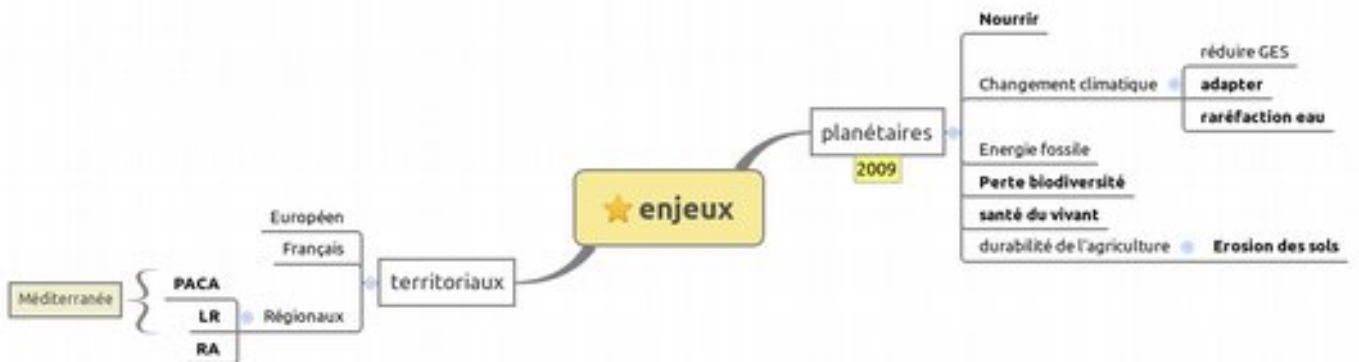 enjeux
planétaires
2009
Nourrir
Changement climatique
réduire GES
adapter
raréfaction eau
Energie fossile
Perte biodiversité
santé du vivant
durabilité de l'agriculture
Erosion des sols
territoriaux
Européen
Français
Régionaux
PACA
LR
RA
Méditerranée